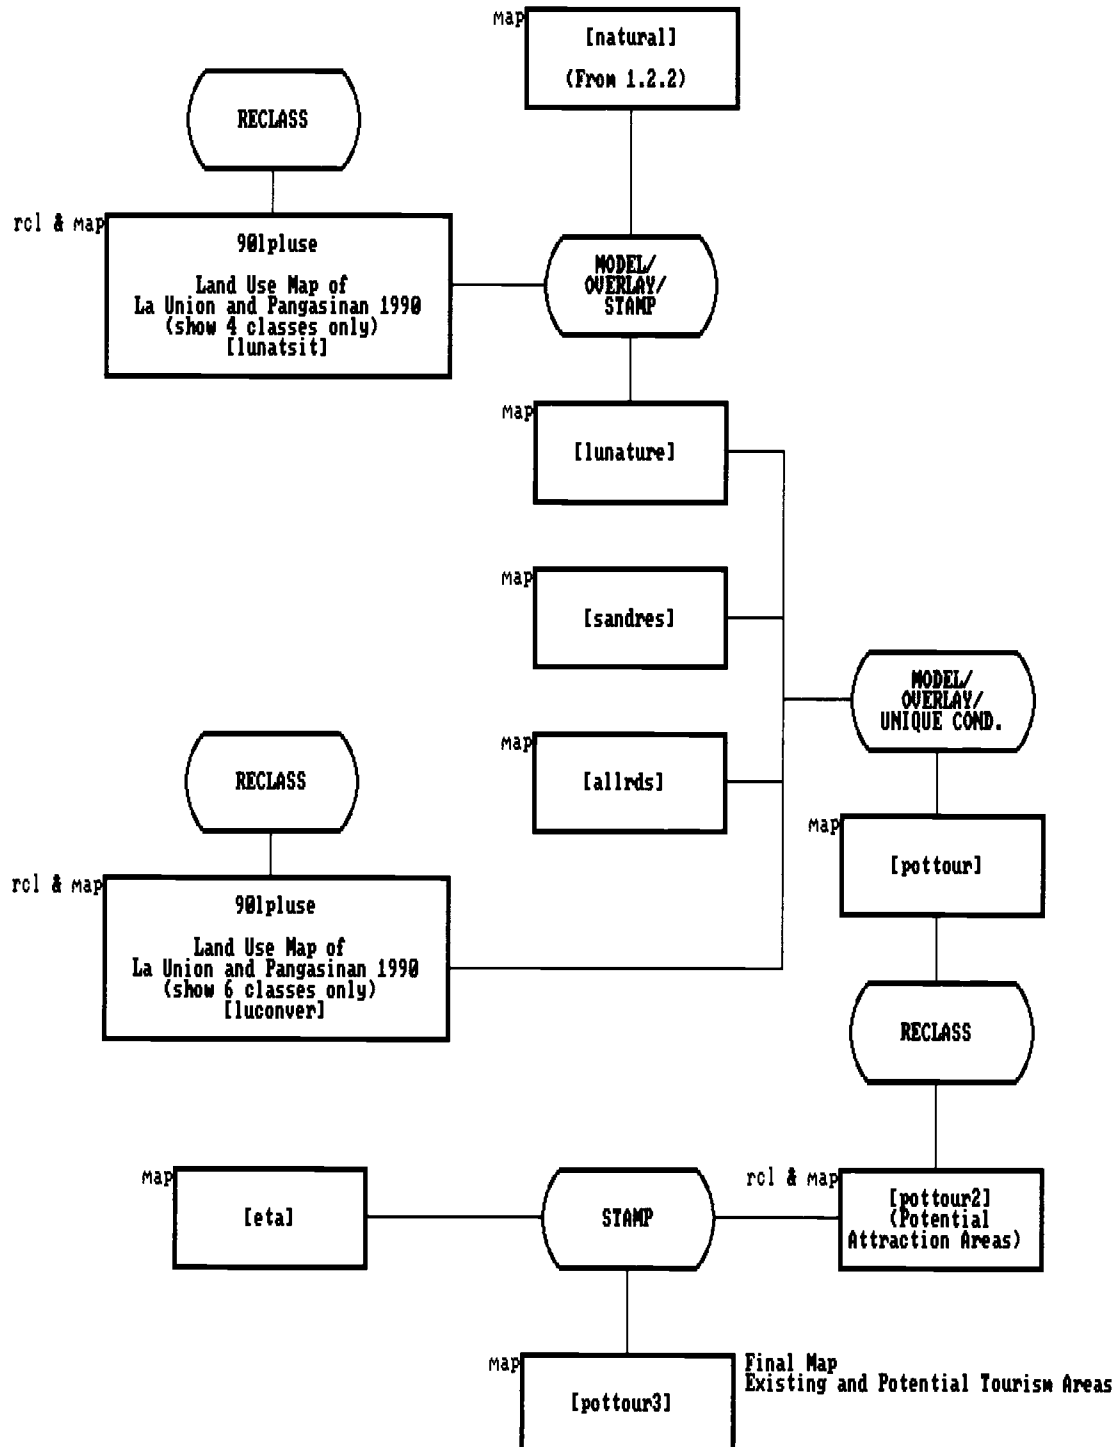 map
[natural]
(From 1.2.2)
RECLASS
rcl & map
90lpluse
Land Use Map of
La Union and Pangasinan 1990
(show 4 classes only)
[lunatsit]
MODEL/
OVERLAY/
STAMP
map
[lunature]
map
[sandres]
MODEL/
OVERLAY/
UNIQUE COND.
map
[allrds]
RECLASS
map
[pottour]
rcl & map
90lpluse
Land Use Map of
La Union and Pangasinan 1990
(show 6 classes only)
[luconver]
RECLASS
map
[eta]
STAMP
rcl & map
[pottour2]
(Potential
Attraction Areas)
map
[pottour3]
Final Map
Existing and Potential Tourism Areas